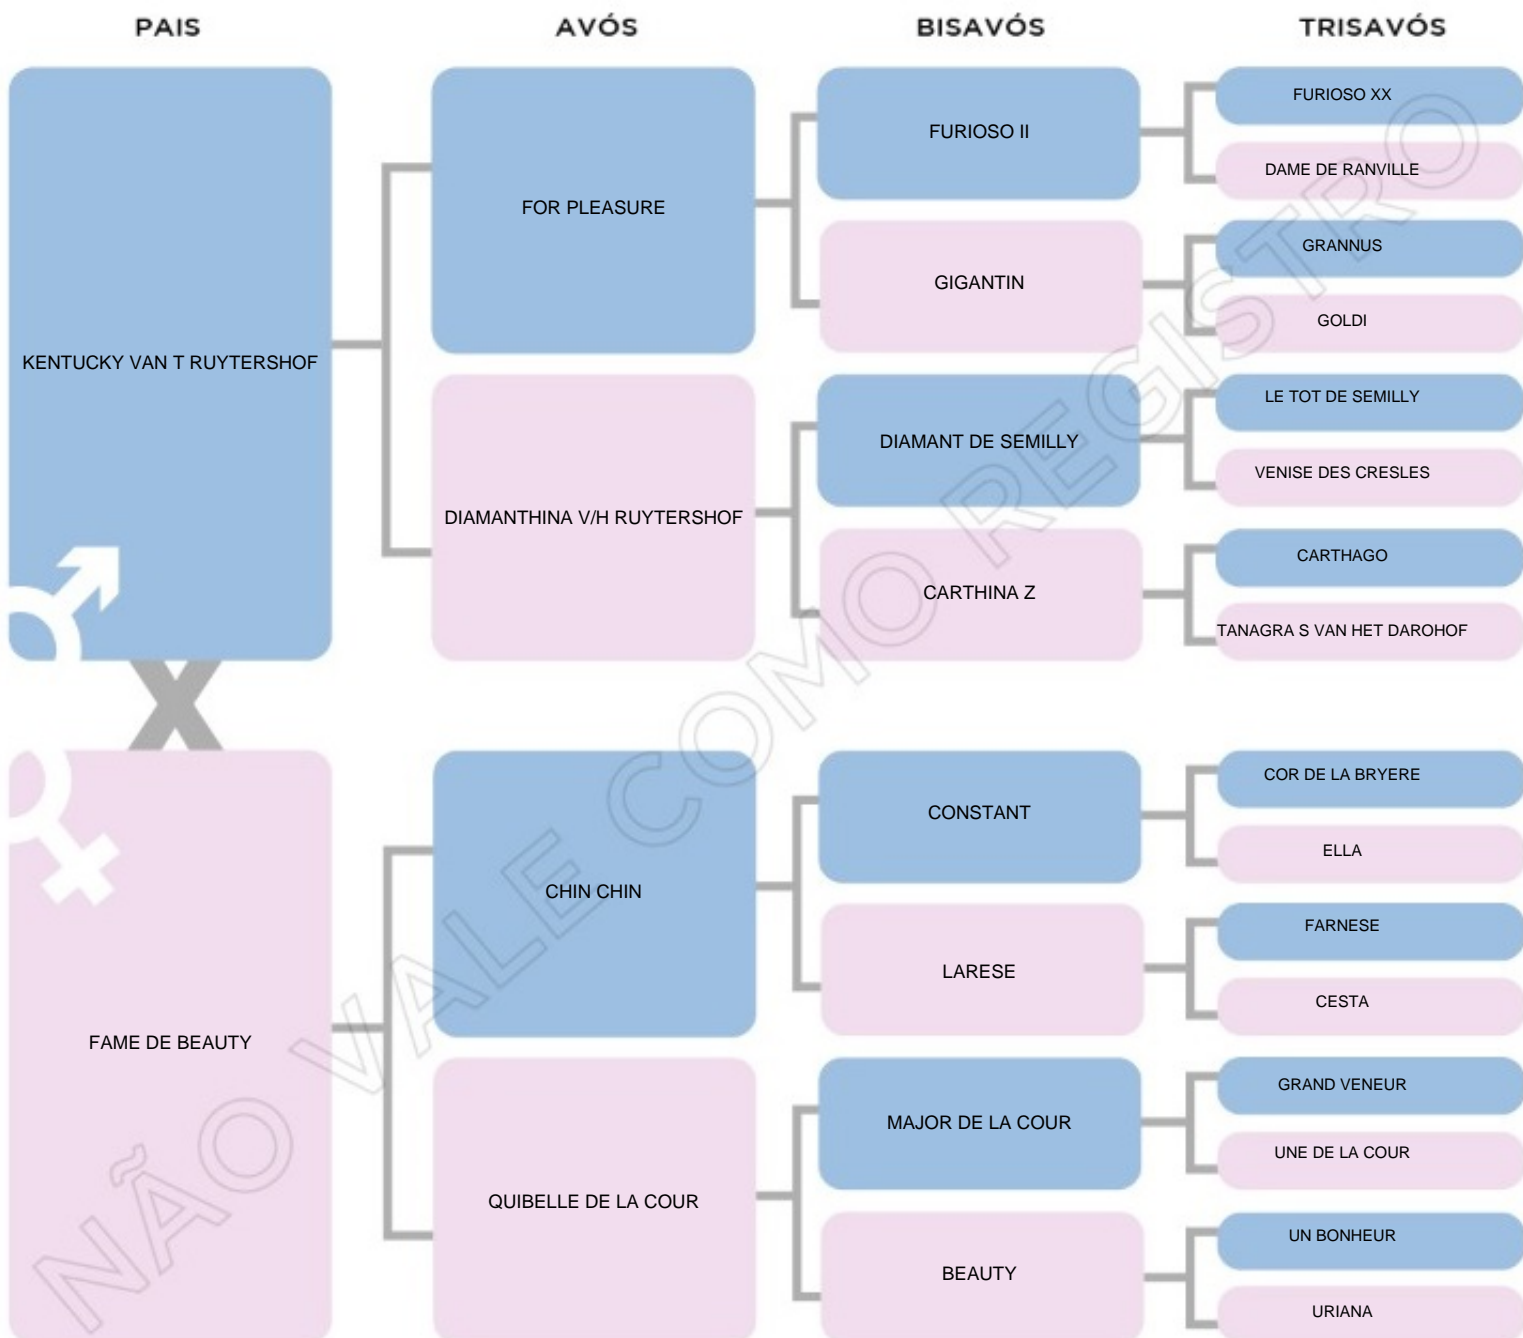 PAIS
AVÓS
BISAVÓS
TRISAVÓS
KENTUCKY VAN T RUYTERSHOF
FOR PLEASURE
FURIOSO II
FURIOSO XX
DAME DE RANVILLE
GIGANTIN
GRANNUS
GOLDI
DIAMANTHINA V/H RUYTERSHOF
DIAMANT DE SEMILLY
LE TOT DE SEMILLY
VENISE DES CRESLES
CARTHINA Z
CARTHAGO
TANAGRA S VAN HET DAROHOF
X
FAME DE BEAUTY
CHIN CHIN
CONSTANT
COR DE LA BRYERE
ELLA
LARESE
FARNESE
CESTA
QUIBELLE DE LA COUR
MAJOR DE LA COUR
GRAND VENEUR
UNE DE LA COUR
BEAUTY
UN BONHEUR
URIANA
NÃO VALE COMO REGISTRO